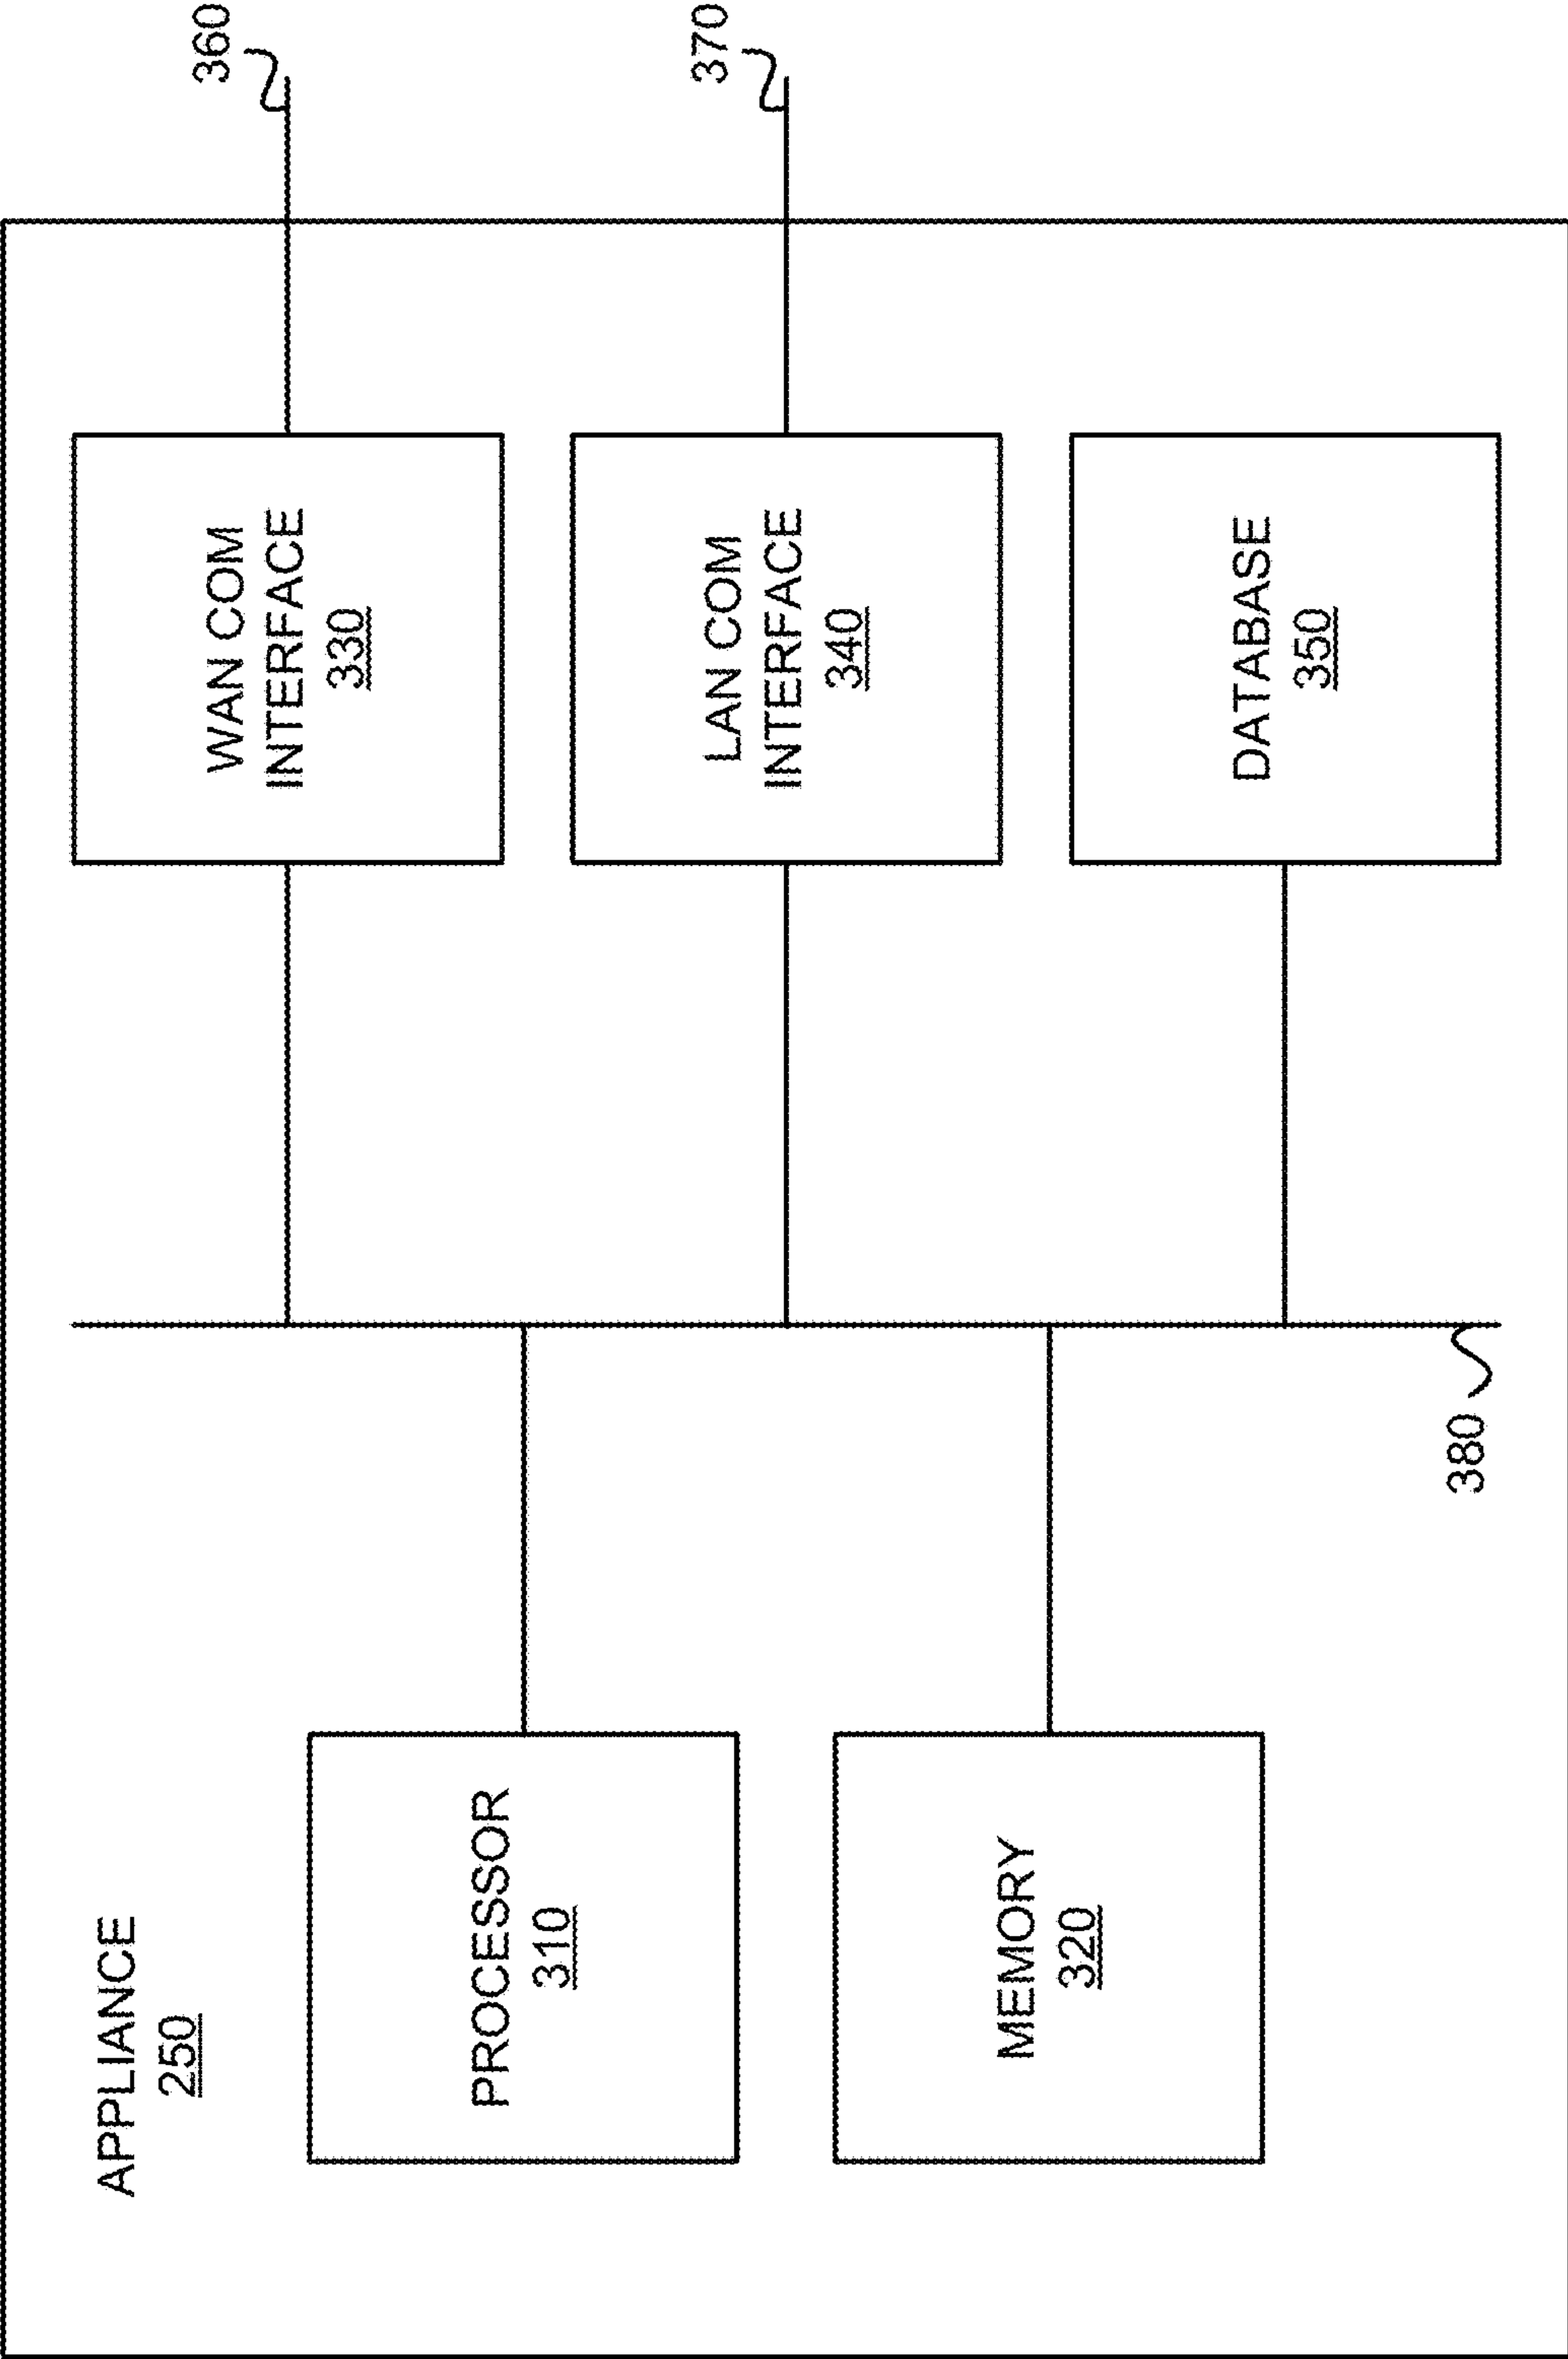 APPLIANCE
250
PROCESSOR
310
MEMORY
320
380
WAN COM
INTERFACE
330
LAN COM
INTERFACE
340
DATABASE
350
360
370